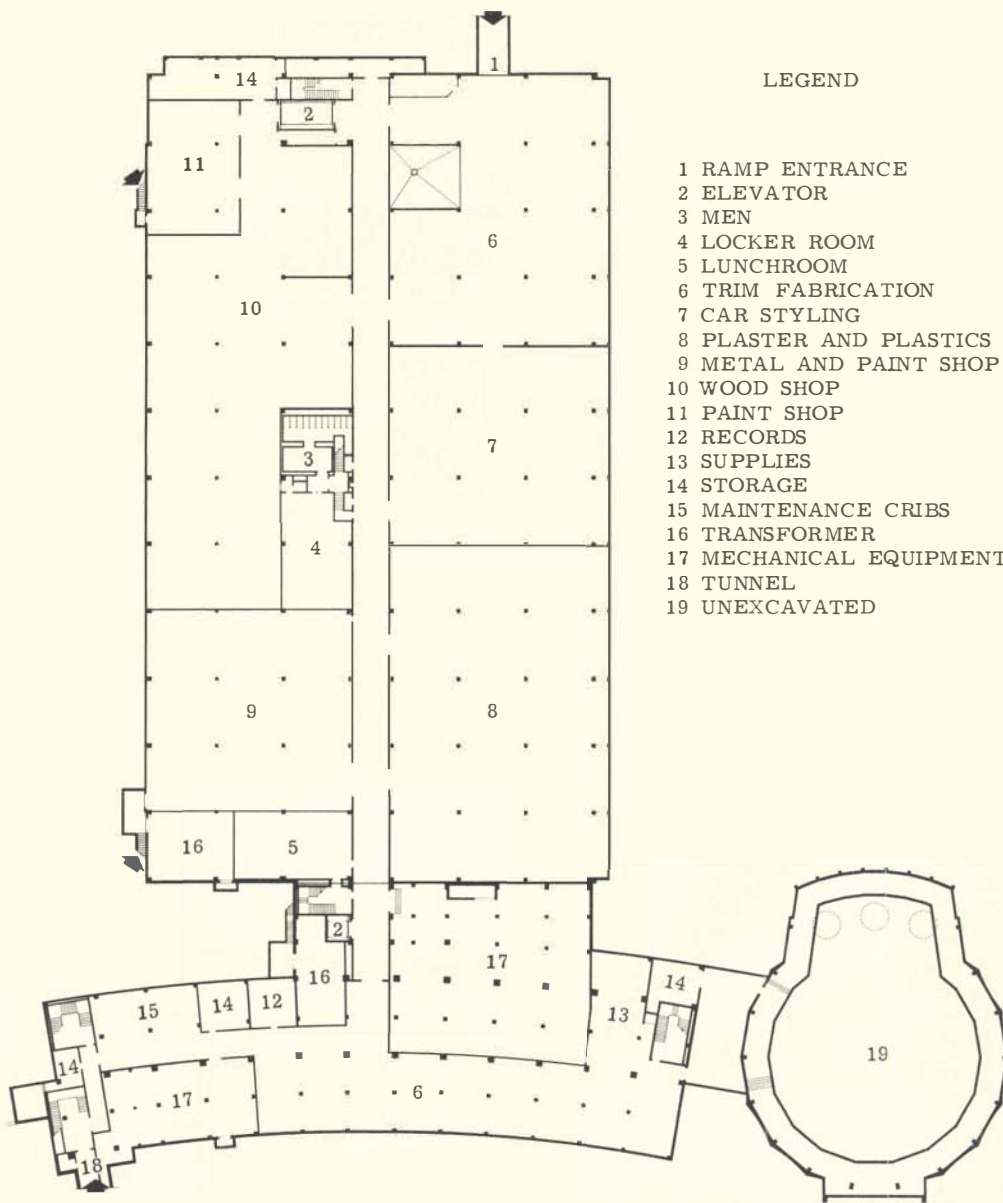 1
14
LEGEND
2
11
1 RAMP ENTRANCE
2 ELEVATOR
3 MEN
4 LOCKER ROOM
5 LUNCHROOM
6 TRIM FABRICATION
7 CAR STYLING
8 PLASTER AND PLASTICS
9 METAL AND PAINT SHOP
10 WOOD SHOP
11 PAINT SHOP
12 RECORDS
13 SUPPLIES
14 STORAGE
15 MAINTENANCE CRIBS
16 TRANSFORMER
17 MECHANICAL EQUIPMENT
18 TUNNEL
19 UNEXCAVATED
6
10
7
3
4
9
8
16
5
2
17
16
14
15
14
12
13
19
14
6
17
18